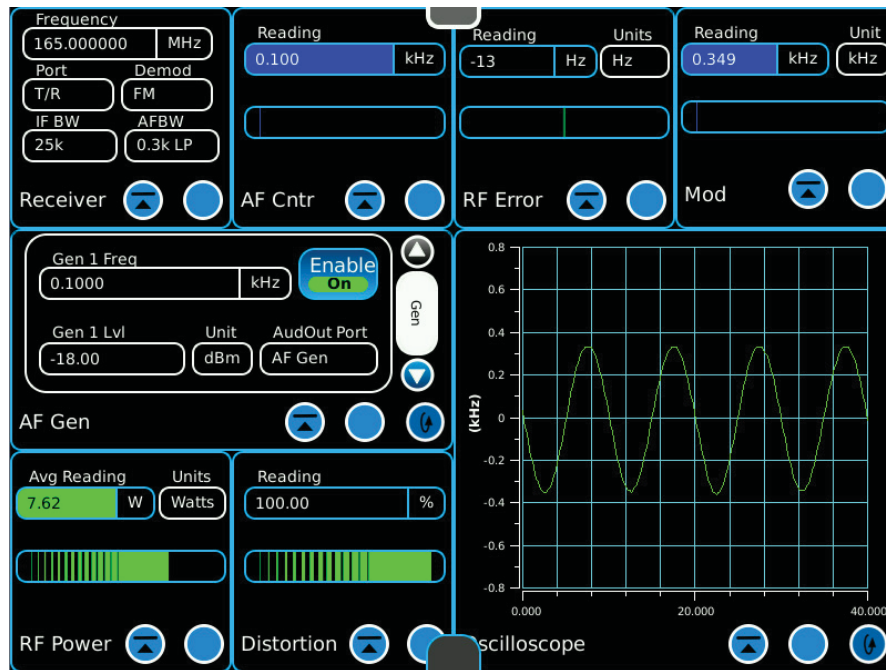 Frequency
165.000000 MHz
Port Demod
T/R FM
IF BW AFBW
25k 0.3k LP
Receiver
Reading
0.100 kHz
AF Cntr
Reading Units
-13 Hz Hz
RF Error
Reading Unit
0.349 kHz kHz
Mod
Gen 1 Freq
0.1000 kHz
Enable
On
Gen 1 Lvl Unit AudOut Port
-18.00 dBm AF Gen
Gen
AF Gen
Avg Reading Units
7.62 W Watts
RF Power
Reading
100.00 %
Distortion
0.8
0.6
0.4
0.2
0
-0.2
-0.4
-0.6
-0.8
(kHz)
0.000 20.000 40.000
scilloscope